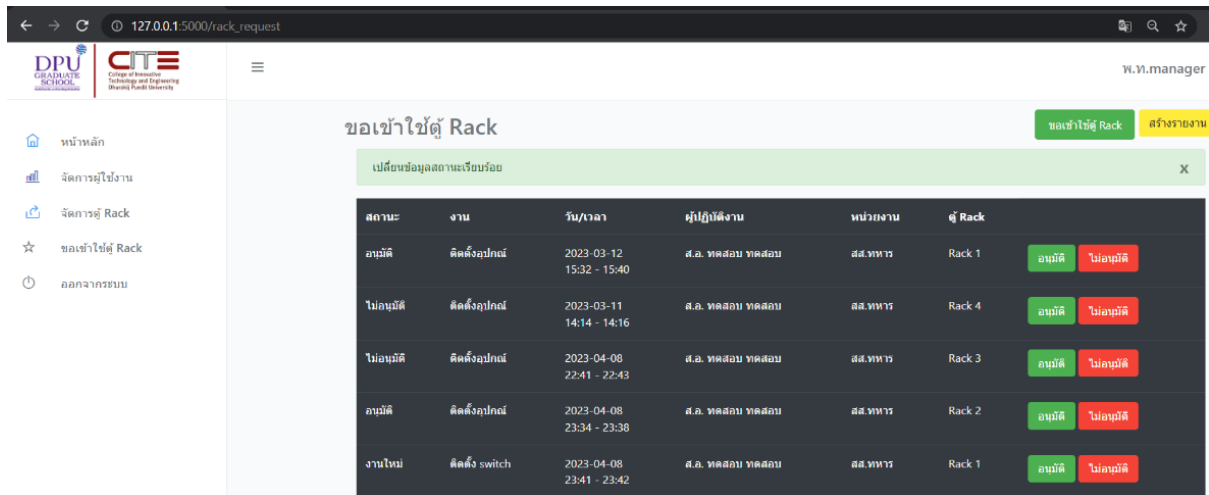 127.0.0.1:5000/rack_request
DPU
GRADUATE
SCHOOL
CITE
College of Innovative
Technology and Engineering
Dhurakij Pundit University
พ.ท.manager
หน้าหลัก
จัดการผู้ใช้งาน
จัดการตู้ Rack
ขอเข้าใช้ตู้ Rack
ออกจากระบบ
ขอเข้าใช้ตู้ Rack
ขอเข้าใช้ตู้ Rack
สร้างรายงาน
เปลี่ยนข้อมูลสถานะเรียบร้อย x
สถานะ งาน วัน/เวลา ผู้ปฏิบัติงาน หน่วยงาน ตู้ Rack
อนุมัติ ติดตั้งอุปกณ์ 2023-03-12 ส.อ. ทดสอบ ทดสอบ สส.ทหาร Rack 1 อนุมัติ ไม่อนุมัติ
15:32 - 15:40
ไม่อนุมัติ ติดตั้งอุปกณ์ 2023-03-11 ส.อ. ทดสอบ ทดสอบ สส.ทหาร Rack 4 อนุมัติ ไม่อนุมัติ
14:14 - 14:16
ไม่อนุมัติ ติดตั้งอุปกณ์ 2023-04-08 ส.อ. ทดสอบ ทดสอบ สส.ทหาร Rack 3 อนุมัติ ไม่อนุมัติ
22:41 - 22:43
อนุมัติ ติดตั้งอุปกณ์ 2023-04-08 ส.อ. ทดสอบ ทดสอบ สส.ทหาร Rack 2 อนุมัติ ไม่อนุมัติ
23:34 - 23:38
งานใหม่ ติดตั้ง switch 2023-04-08 ส.อ. ทดสอบ ทดสอบ สส.ทหาร Rack 1 อนุมัติ ไม่อนุมัติ
23:41 - 23:42